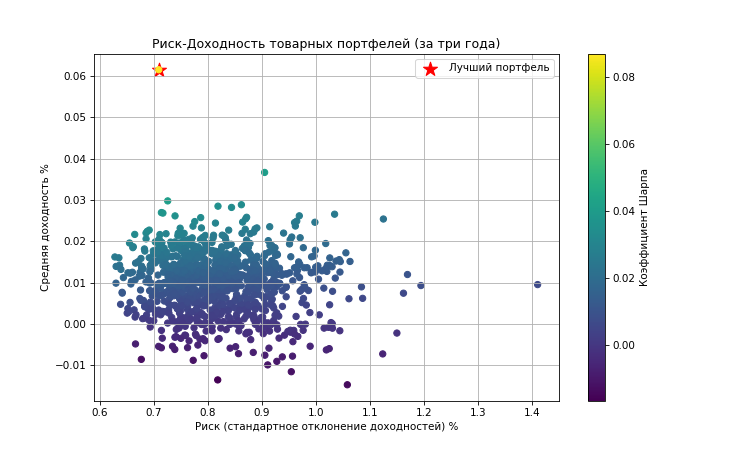 Риск-Доходность товарных портфелей (за три года)
Лучший портфель
Средняя доходность %
0.06
0.05
0.04
0.03
0.02
0.01
0.00
−0.01
0.6 0.7 0.8 0.9 1.0 1.1 1.2 1.3 1.4
Риск (стандартное отклонение доходностей) %
0.08
0.06
0.04
0.02
0.00
Коэффициент Шарпа